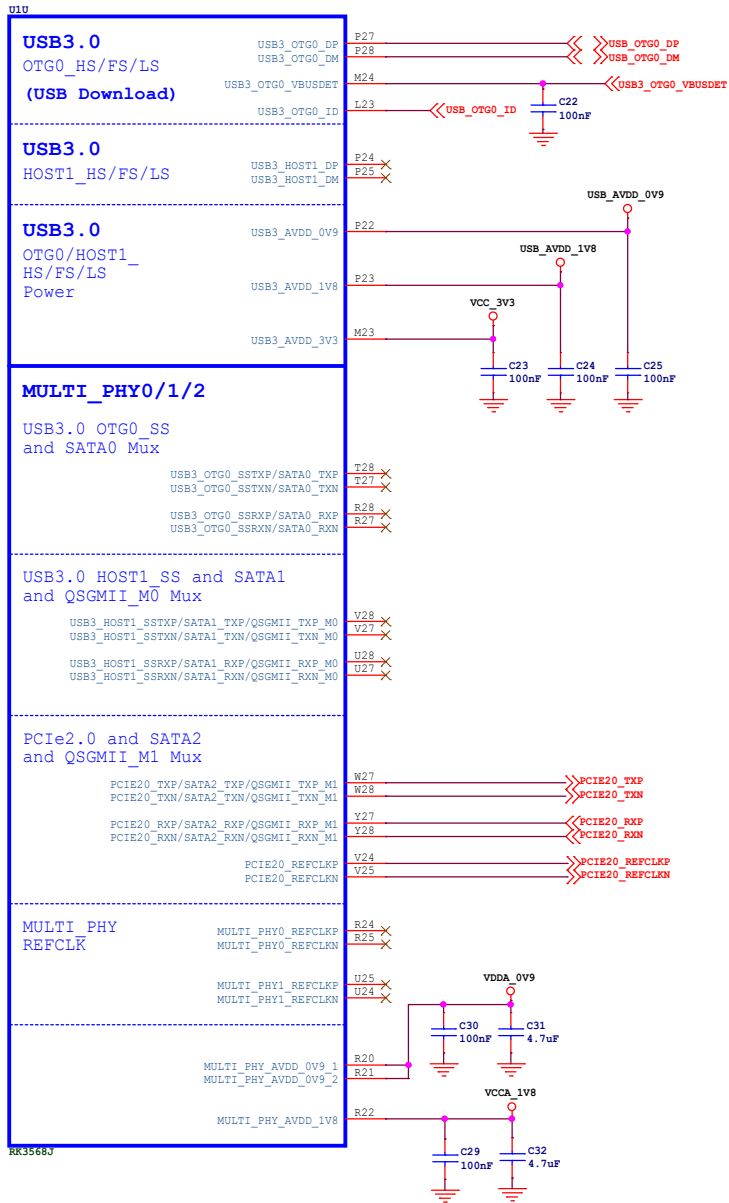 U1U
USB3.0
OTG0_HS/FS/LS
(USB Download)
USB3_OTG0_DP P27 USB_OTG0_DP
USB3_OTG0_DM P28 USB_OTG0_DM
USB3_OTG0_VBUSDET M24 USB3_OTG0_VBUSDET
USB3_OTG0_ID L23 USB_OTG0_ID
C22
100nF
USB3.0
HOST1_HS/FS/LS
USB3_HOST1_DP P24
USB3_HOST1_DM P25
USB3.0
OTG0/HOST1_
HS/FS/LS
Power
USB3_AVDD_0V9 P22
USB3_AVDD_1V8 P23
USB3_AVDD_3V3 M23
USB_AVDD_0V9
USB_AVDD_1V8
VCC_3V3
C23
100nF
C24
100nF
C25
100nF
MULTI_PHY0/1/2
USB3.0 OTG0_SS
and SATA0 Mux
USB3_OTG0_SSTXP/SATA0_TXP T28
USB3_OTG0_SSTXN/SATA0_TXN T27
USB3_OTG0_SSRXP/SATA0_RXP R28
USB3_OTG0_SSRXN/SATA0_RXN R27
USB3.0 HOST1_SS and SATA1
and QSGMII_M0 Mux
USB3_HOST1_SSTXP/SATA1_TXP/QSGMII_TXP_M0 V28
USB3_HOST1_SSTXN/SATA1_TXN/QSGMII_TXN_M0 V27
USB3_HOST1_SSRXP/SATA1_RXP/QSGMII_RXP_M0 U28
USB3_HOST1_SSRXN/SATA1_RXN/QSGMII_RXN_M0 U27
PCIe2.0 and SATA2
and QSGMII_M1 Mux
PCIE20_TXP/SATA2_TXP/QSGMII_TXP_M1 W27 PCIE20_TXP
PCIE20_TXN/SATA2_TXN/QSGMII_TXN_M1 W28 PCIE20_TXN
PCIE20_RXP/SATA2_RXP/QSGMII_RXP_M1 Y27 PCIE20_RXP
PCIE20_RXN/SATA2_RXN/QSGMII_RXN_M1 Y28 PCIE20_RXN
PCIE20_REFCLKP V24 PCIE20_REFCLKP
PCIE20_REFCLKN V25 PCIE20_REFCLKN
MULTI_PHY
REFCLK
MULTI_PHY0_REFCLKP R24
MULTI_PHY0_REFCLKN R25
MULTI_PHY1_REFCLKP U25
MULTI_PHY1_REFCLKN U24
VDDA_0V9
C30
100nF
C31
4.7uF
MULTI_PHY_AVDD_0V9_1 R20
MULTI_PHY_AVDD_0V9_2 R21
VCCA_1V8
MULTI_PHY_AVDD_1V8 R22
C29
100nF
C32
4.7uF
RK3568J